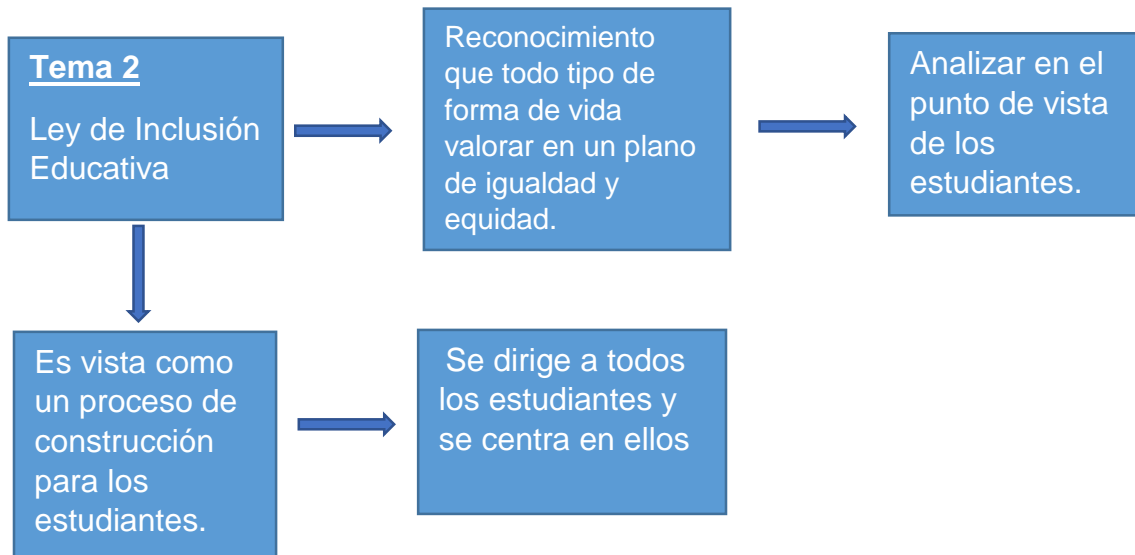 Tema 2
Ley de Inclusión
Educativa
Reconocimiento
que todo tipo de
forma de vida
valorar en un plano
de igualdad y
equidad.
Analizar en el
punto de vista
de los
estudiantes.
Es vista como
un proceso de
construcción
para los
estudiantes.
Se dirige a todos
los estudiantes y
se centra en ellos